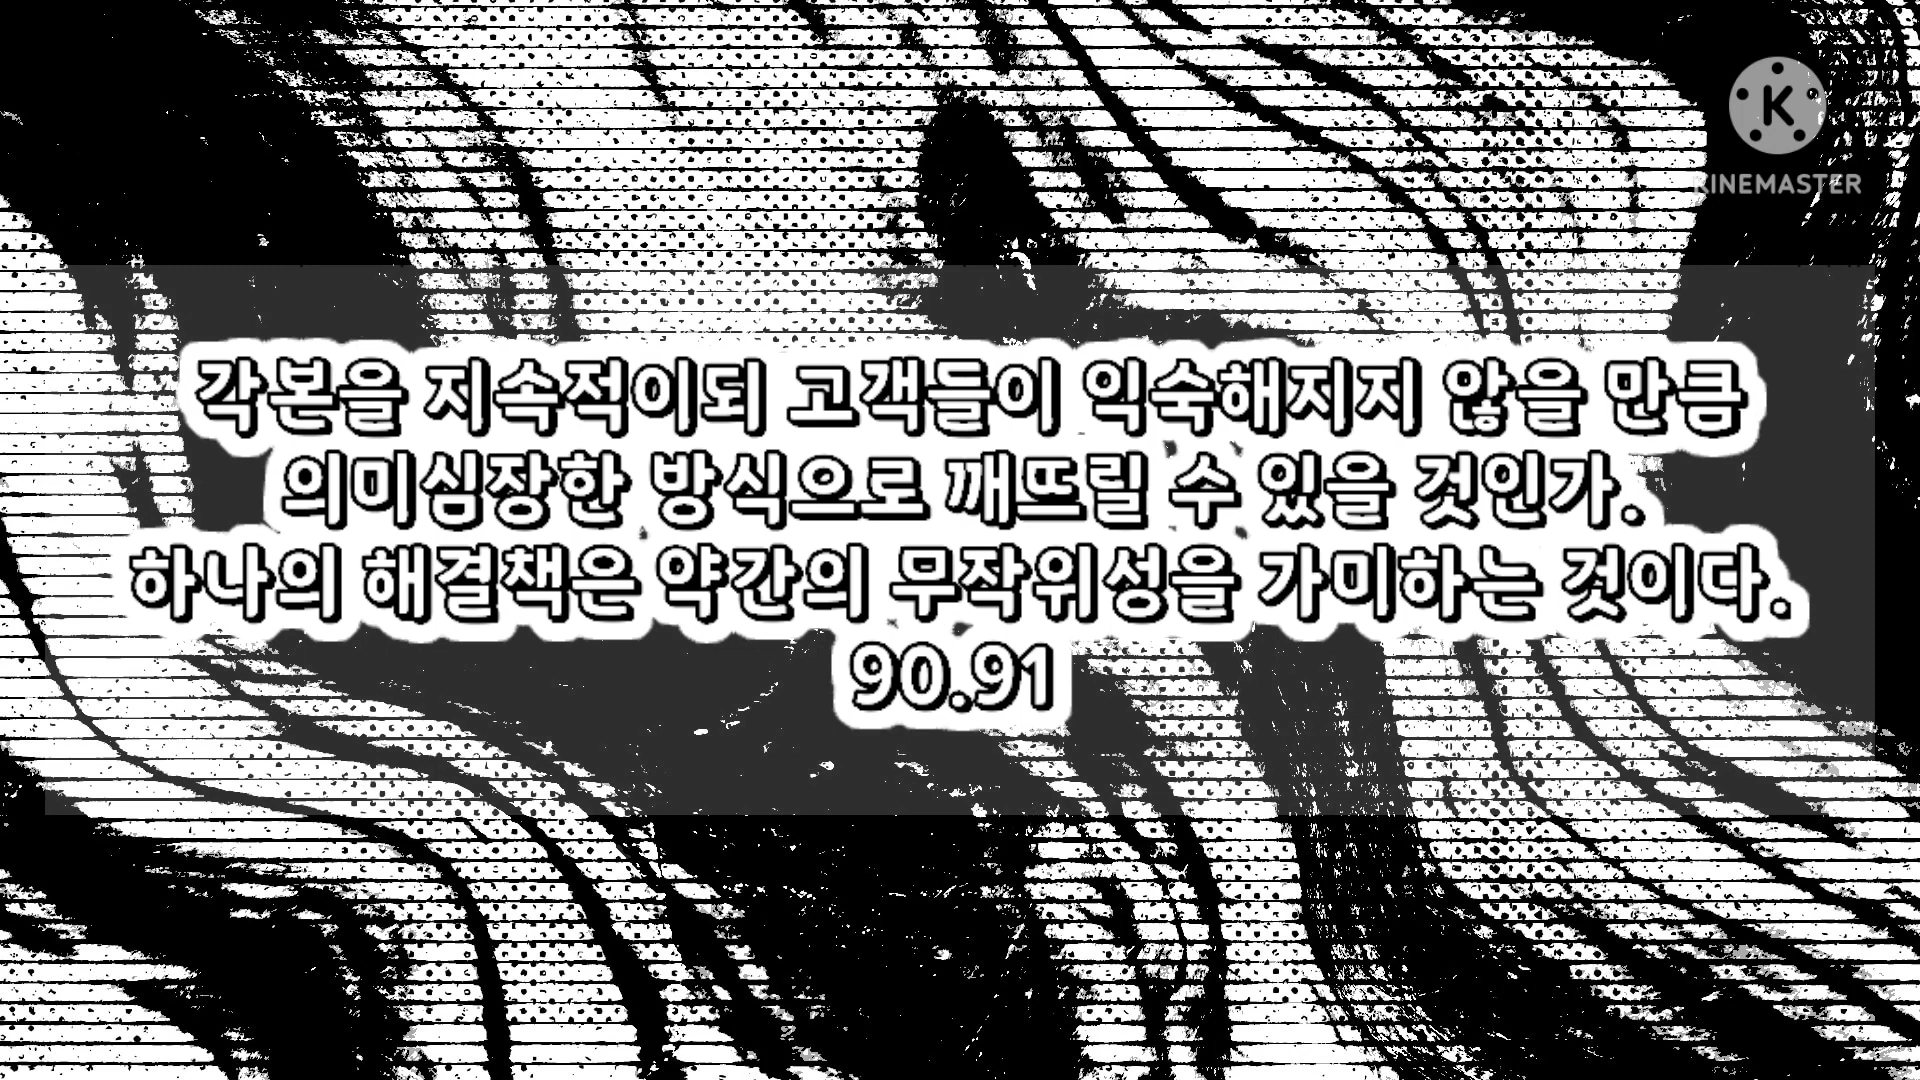 KINEMASTER
각본을 지속적이되 고객들이 익숙해지지 않을 만큼
의미심장한 방식으로 깨뜨릴 수 있을 것인가.
하나의 해결책은 약간의 무작위성을 가미하는 것이다.
90.91